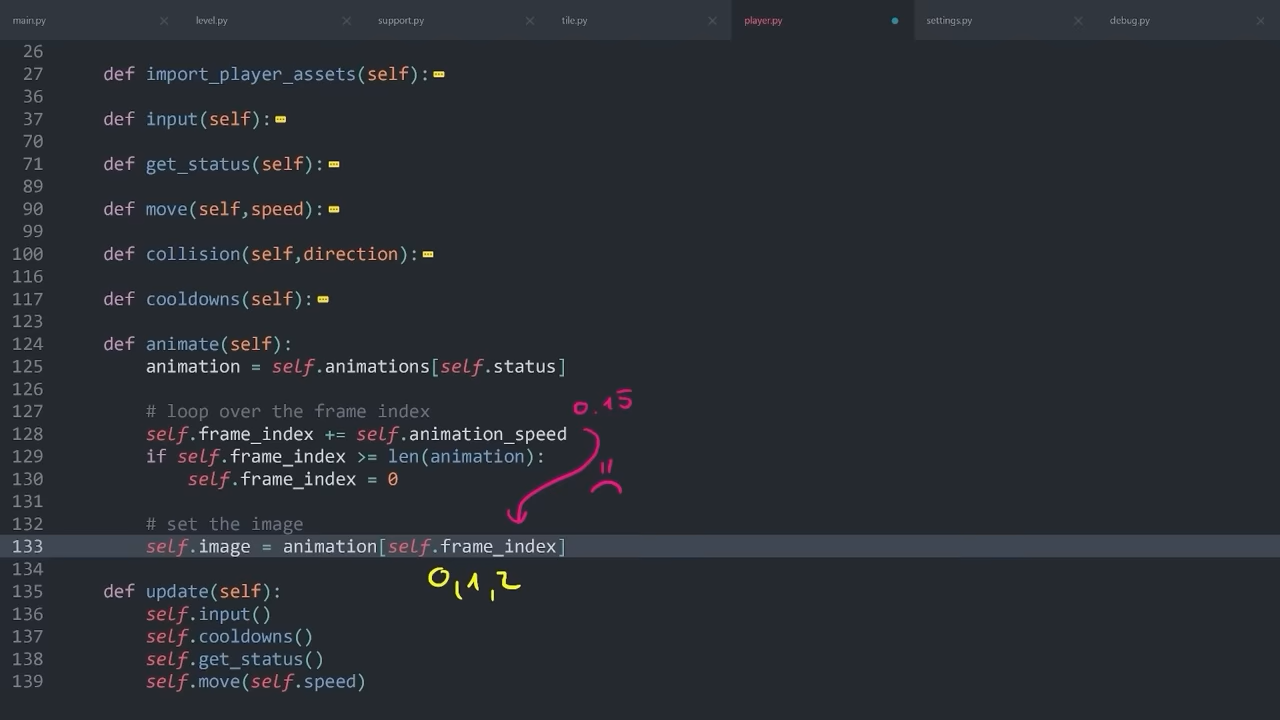 main.py level.py support.py tile.py player.py settings.py debug.py
26
27 def import_player_assets(self):
36
37 def input(self):
70
71 def get_status(self):
89
90 def move(self,speed):
99
100 def collision(self,direction):
116
117 def cooldowns(self):
123
124 def animate(self):
125 animation = self.animations[self.status]
126
0.15
127 # loop over the frame index
128 self.frame_index += self.animation_speed
129 if self.frame_index >= len(animation):
130 self.frame_index = 0
131
132 # set the image
133 self.image = animation[self.frame_index]
134
0,1,2
135 def update(self):
136 self.input()
137 self.cooldowns()
138 self.get_status()
139 self.move(self.speed)